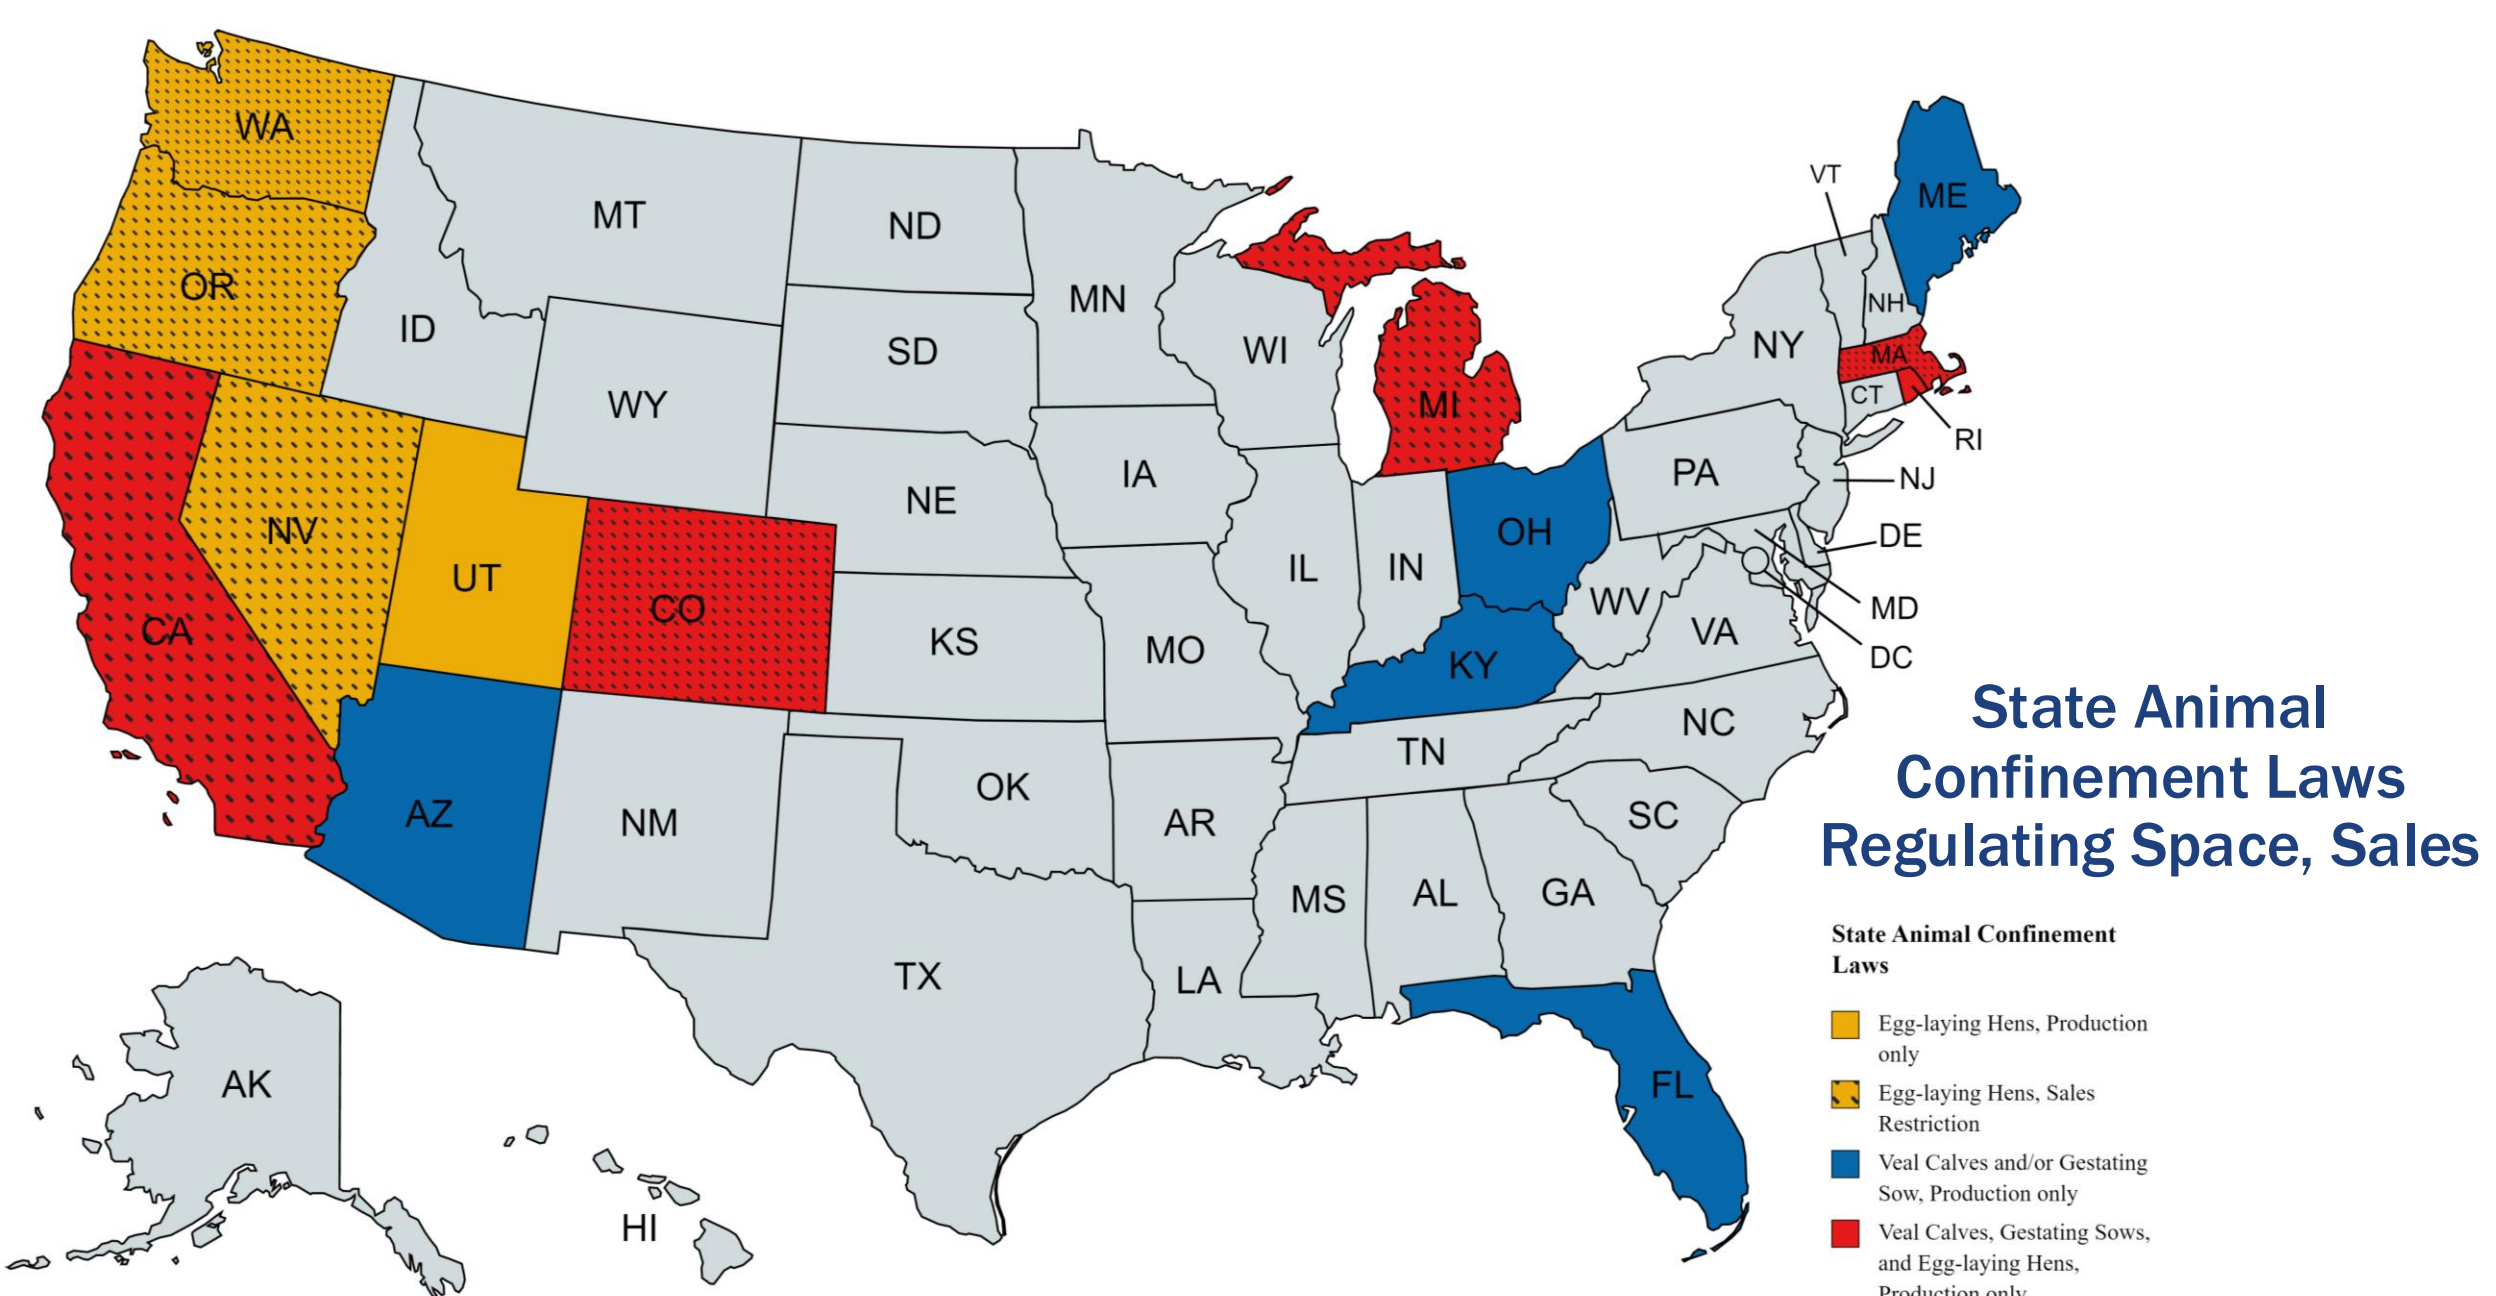 WA
OR
CA
NV
ID
MT
WY
UT
CO
AZ
NM
ND
SD
NE
KS
OK
TX
MN
IA
MO
AR
LA
WI
IL
MI
IN
OH
KY
TN
MS
AL
GA
FL
SC
NC
VA
WV
PA
NY
VT
NH
ME
MA
CT
RI
NJ
DE
MD
DC
AK
HI
State Animal
Confinement Laws
Regulating Space, Sales
State Animal Confinement
Laws
Egg-laying Hens, Production
only
Egg-laying Hens, Sales
Restriction
Veal Calves and/or Gestating
Sow, Production only
Veal Calves, Gestating Sows,
and Egg-laying Hens,
Production only